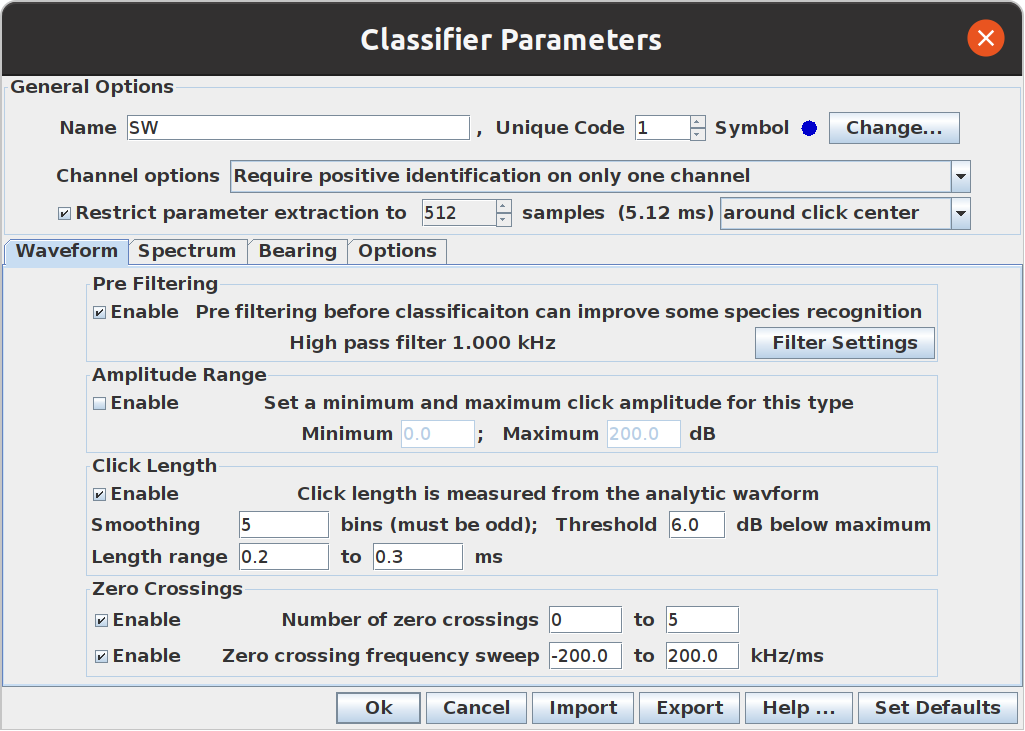 Classifier Parameters
General Options
Name SW , Unique Code 1 Symbol Change...
Channel options Require positive identification on only one channel
Restrict parameter extraction to 512 samples (5.12 ms) around click center
Waveform Spectrum Bearing Options
Pre Filtering
Enable Pre filtering before classificaiton can improve some species recognition
High pass filter 1.000 kHz Filter Settings
Amplitude Range
Enable Set a minimum and maximum click amplitude for this type
Minimum 0.0 ; Maximum 200.0 dB
Click Length
Enable Click length is measured from the analytic wavform
Smoothing 5 bins (must be odd); Threshold 6.0 dB below maximum
Length range 0.2 to 0.3 ms
Zero Crossings
Enable Number of zero crossings 0 to 5
Enable Zero crossing frequency sweep -200.0 to 200.0 kHz/ms
Ok Cancel Import Export Help ... Set Defaults